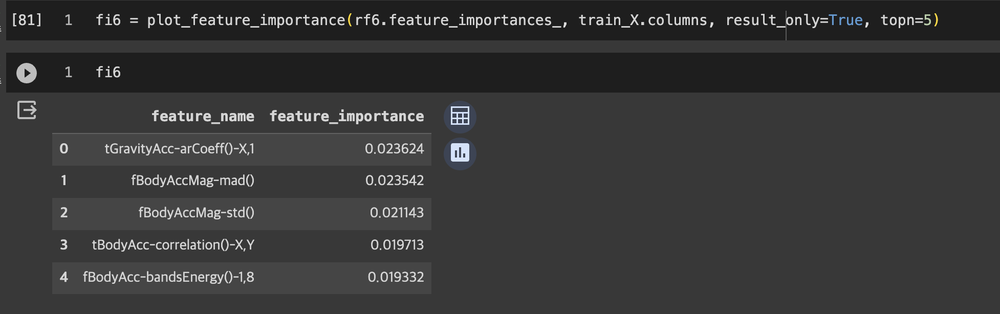 [81] 1 fi6 = plot_feature_importance(rf6.feature_importances_, train_X.columns, result_only=True, topn=5)
1 fi6
feature_name feature_importance
0 tGravityAcc-arCoeff()-X,1 0.023624
1 fBodyAccMag-mad() 0.023542
2 fBodyAccMag-std() 0.021143
3 tBodyAcc-correlation()-X,Y 0.019713
4 fBodyAcc-bandsEnergy()-1,8 0.019332